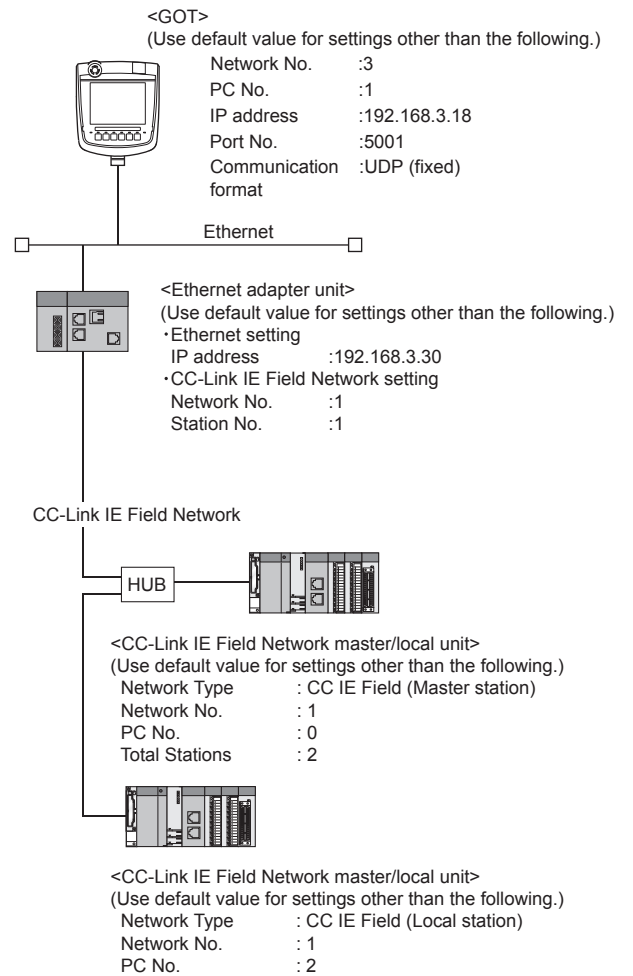 <GOT>
(Use default value for settings other than the following.)
Network No. :3
PC No. :1
IP address :192.168.3.18
Port No. :5001
Communication :UDP (fixed)
format
Ethernet
<Ethernet adapter unit>
(Use default value for settings other than the following.)
・Ethernet setting
IP address :192.168.3.30
・CC-Link IE Field Network setting
Network No. :1
Station No. :1
CC-Link IE Field Network
HUB
<CC-Link IE Field Network master/local unit>
(Use default value for settings other than the following.)
Network Type : CC IE Field (Master station)
Network No. : 1
PC No. : 0
Total Stations : 2
<CC-Link IE Field Network master/local unit>
(Use default value for settings other than the following.)
Network Type : CC IE Field (Local station)
Network No. : 1
PC No. : 2